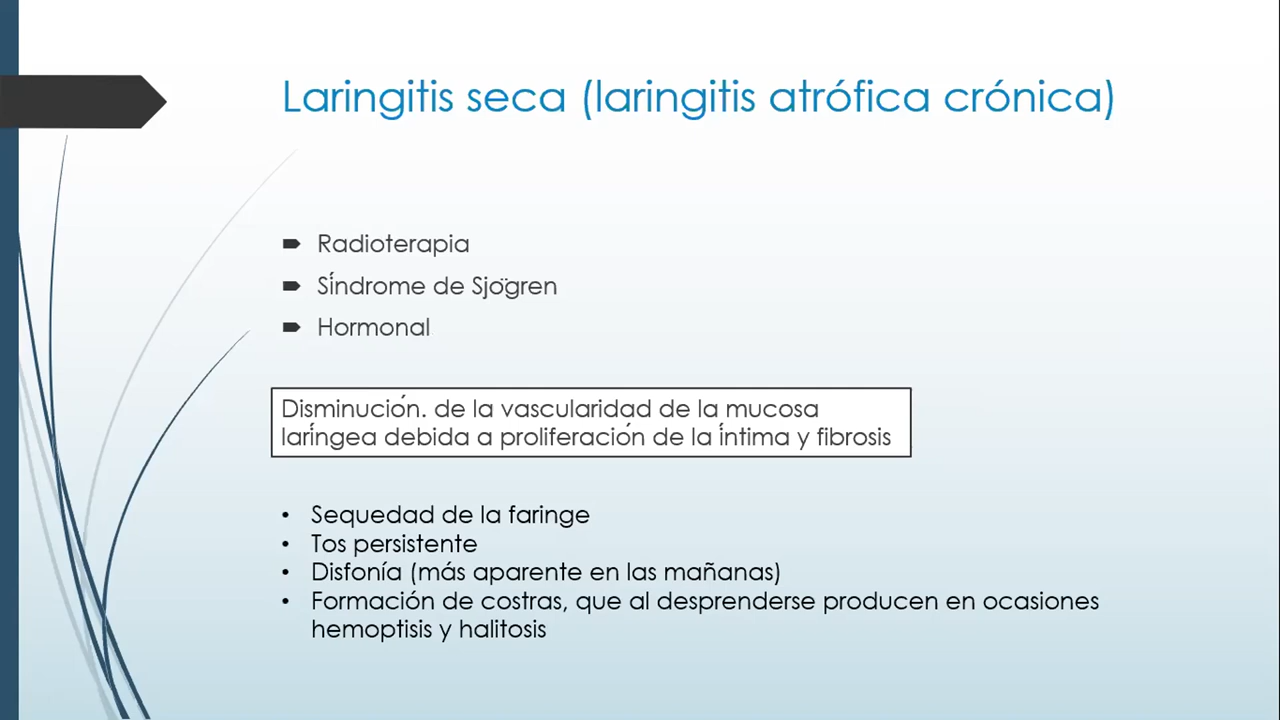 Laringitis seca (laringitis atrófica crónica)
Radioterapia
Síndrome de Sjögren
Hormonal
Disminución. de la vascularidad de la mucosa
laríngea debida a proliferación de la íntima y fibrosis
• Sequedad de la faringe
• Tos persistente
• Disfonía (más aparente en las mañanas)
• Formación de costras, que al desprenderse producen en ocasiones
hemoptisis y halitosis